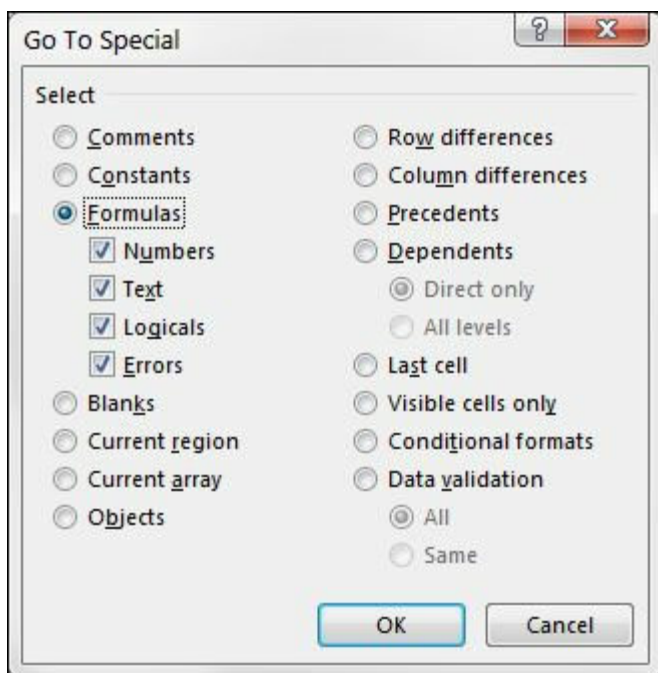 Go To Special
?
Select
Comments
Constants
Formulas
Numbers
Text
Logicals
Errors
Blanks
Current region
Current array
Objects
Row differences
Column differences
Precedents
Dependents
Direct only
All levels
Last cell
Visible cells only
Conditional formats
Data validation
All
Same
OK
Cancel